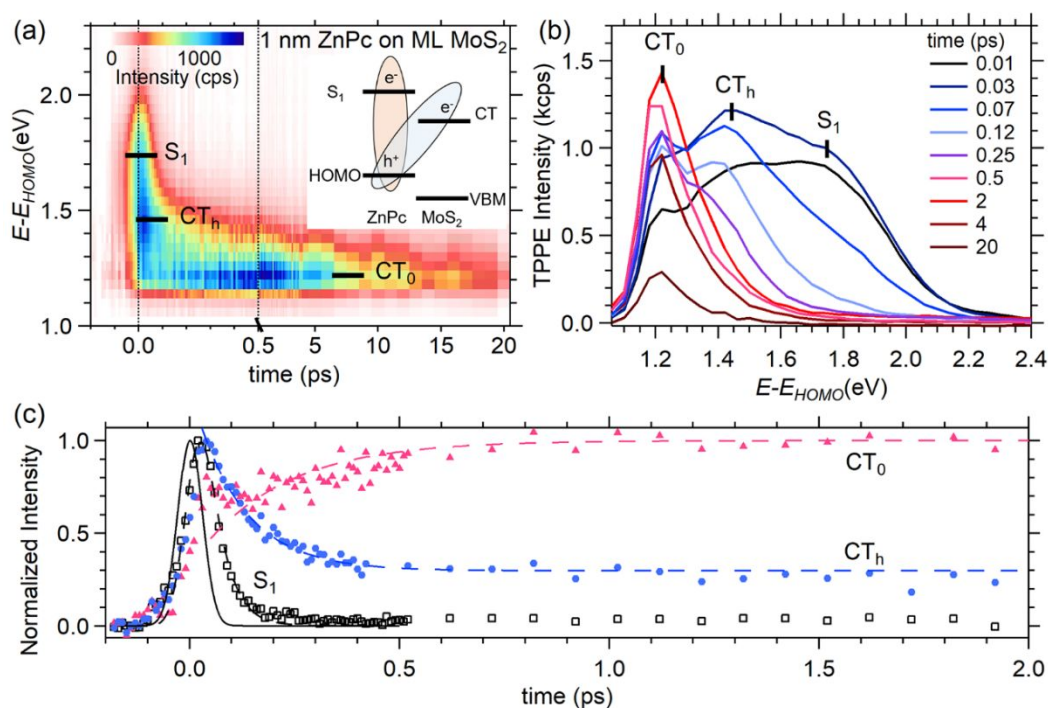 (a)
1 nm ZnPc on ML MoS₂
0 1000
Intensity (cps)
E-E_HOMO(eV)
2.0
1.5
1.0
S₁
CT_h
CT₀
e⁻
S₁
e⁻
CT
h⁺
HOMO
VBM
ZnPc MoS₂
0.0 0.5 5 10 15 20
time (ps)
(b)
TPPE Intensity (kcps)
1.5
1.0
0.5
0.0
CT₀
CT_h
S₁
time (ps)
0.01
0.03
0.07
0.12
0.25
0.5
2
4
20
1.2 1.4 1.6 1.8 2.0 2.2 2.4
E-E_HOMO(eV)
(c)
Normalized Intensity
1.0
0.5
0.0
CT₀
CT_h
S₁
0.0 0.5 1.0 1.5 2.0
time (ps)